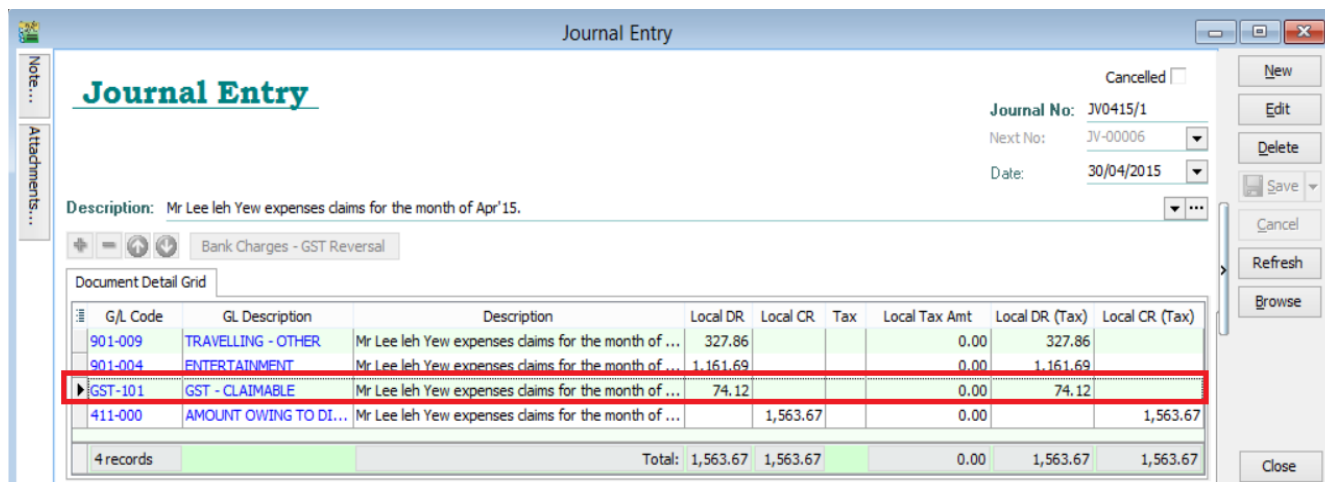 Journal Entry
Note...
Attachments...
Journal Entry
Cancelled
Journal No: JV0415/1
Next No: JV-00006
Date: 30/04/2015
Description: Mr Lee leh Yew expenses claims for the month of Apr'15.
Bank Charges - GST Reversal
Document Detail Grid
G/L Code GL Description Description Local DR Local CR Tax Local Tax Amt Local DR (Tax) Local CR (Tax)
901-009 TRAVELLING - OTHER Mr Lee leh Yew expenses claims for the month of ... 327.86 0.00 327.86
901-004 ENTERTAINMENT Mr Lee leh Yew expenses claims for the month of ... 1,161.69 0.00 1,161.69
GST-101 GST - CLAIMABLE Mr Lee leh Yew expenses claims for the month of ... 74.12 0.00 74.12
411-000 AMOUNT OWING TO DI... Mr Lee leh Yew expenses claims for the month of ... 1,563.67 0.00 1,563.67
4 records Total: 1,563.67 1,563.67 0.00 1,563.67 1,563.67
New
Edit
Delete
Save
Cancel
Refresh
Browse
Close